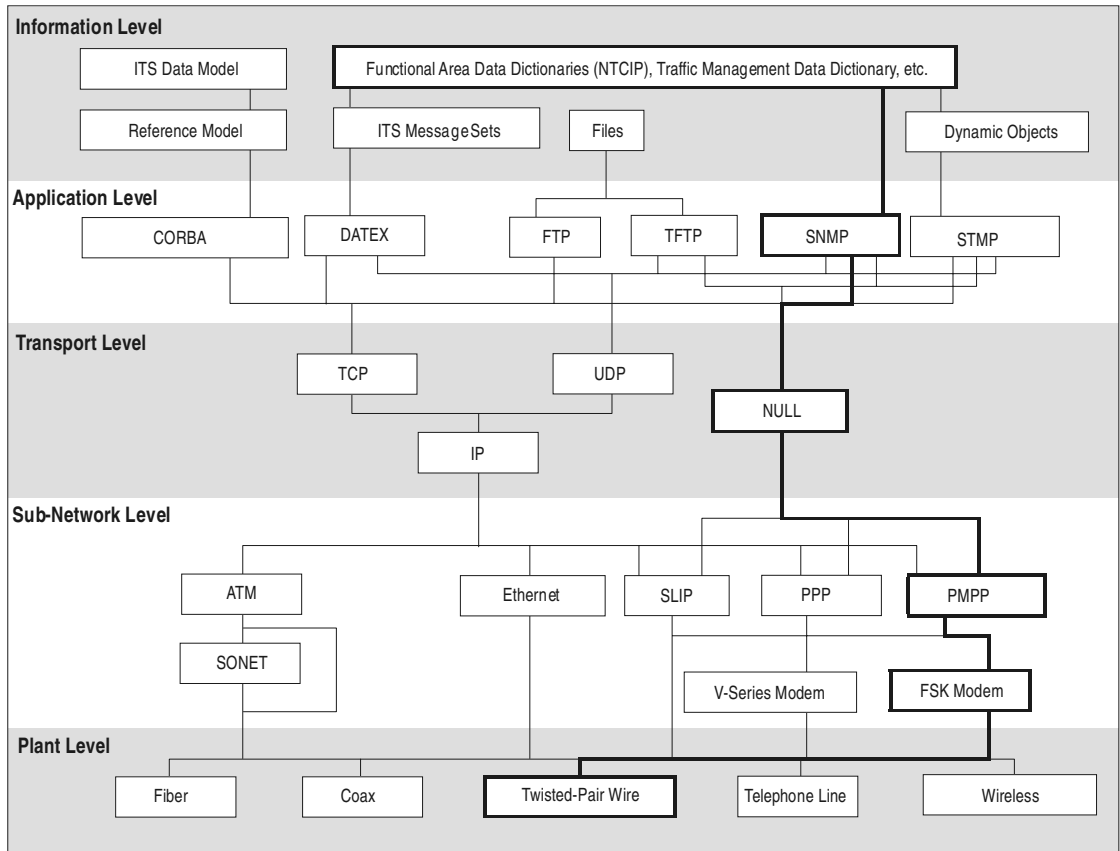 Information Level
ITS Data Model
Functional Area Data Dictionaries (NTCIP), Traffic Management Data Dictionary, etc.
Reference Model
ITS Message Sets
Files
Dynamic Objects
Application Level
CORBA
DATEX
FTP
TFTP
SNMP
STMP
Transport Level
TCP
UDP
NULL
IP
Sub-Network Level
ATM
Ethernet
SLIP
PPP
PMPP
SONET
V-Series Modem
FSK Modem
Plant Level
Fiber
Coax
Twisted-Pair Wire
Telephone Line
Wireless